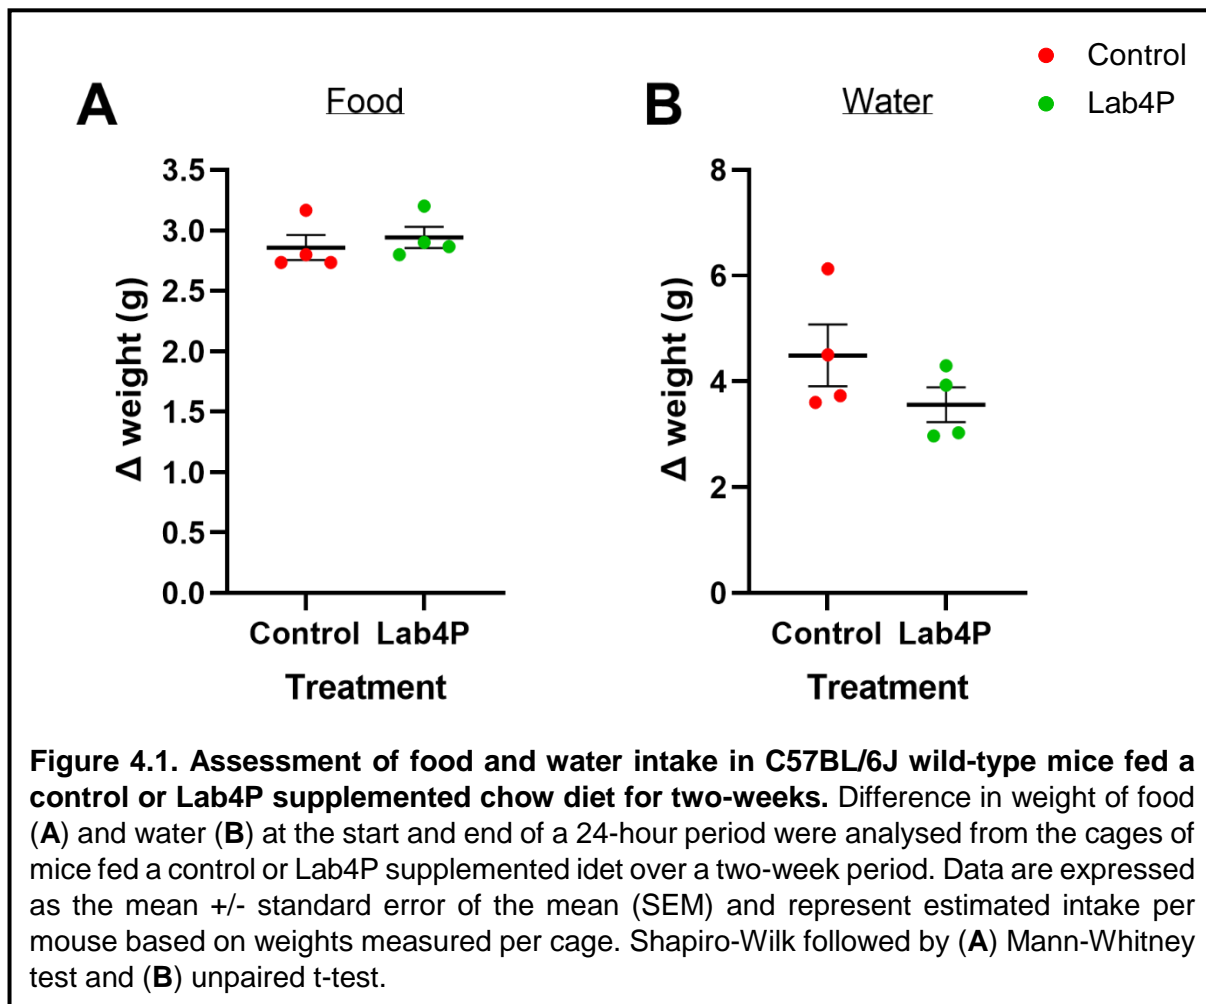 Control
Lab4P
A
Food
B
Water
3.5
3.0
2.5
2.0
1.5
1.0
0.5
0.0
Δ weight (g)
Control Lab4P
Treatment
8
6
4
2
0
Δ weight (g)
Control Lab4P
Treatment
Figure 4.1. Assessment of food and water intake in C57BL/6J wild-type mice fed a
control or Lab4P supplemented chow diet for two-weeks. Difference in weight of food
(A) and water (B) at the start and end of a 24-hour period were analysed from the cages of
mice fed a control or Lab4P supplemented idet over a two-week period. Data are expressed
as the mean +/- standard error of the mean (SEM) and represent estimated intake per
mouse based on weights measured per cage. Shapiro-Wilk followed by (A) Mann-Whitney
test and (B) unpaired t-test.